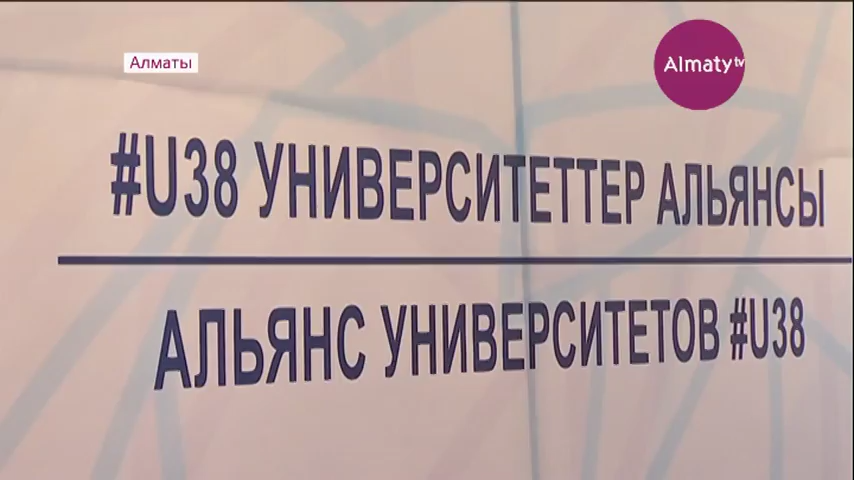 Алматы
Almaty tv
#U38 УНИВЕРСИТЕТТЕР АЛЬЯНСЫ
АЛЬЯНС УНИВЕРСИТЕТОВ #U38